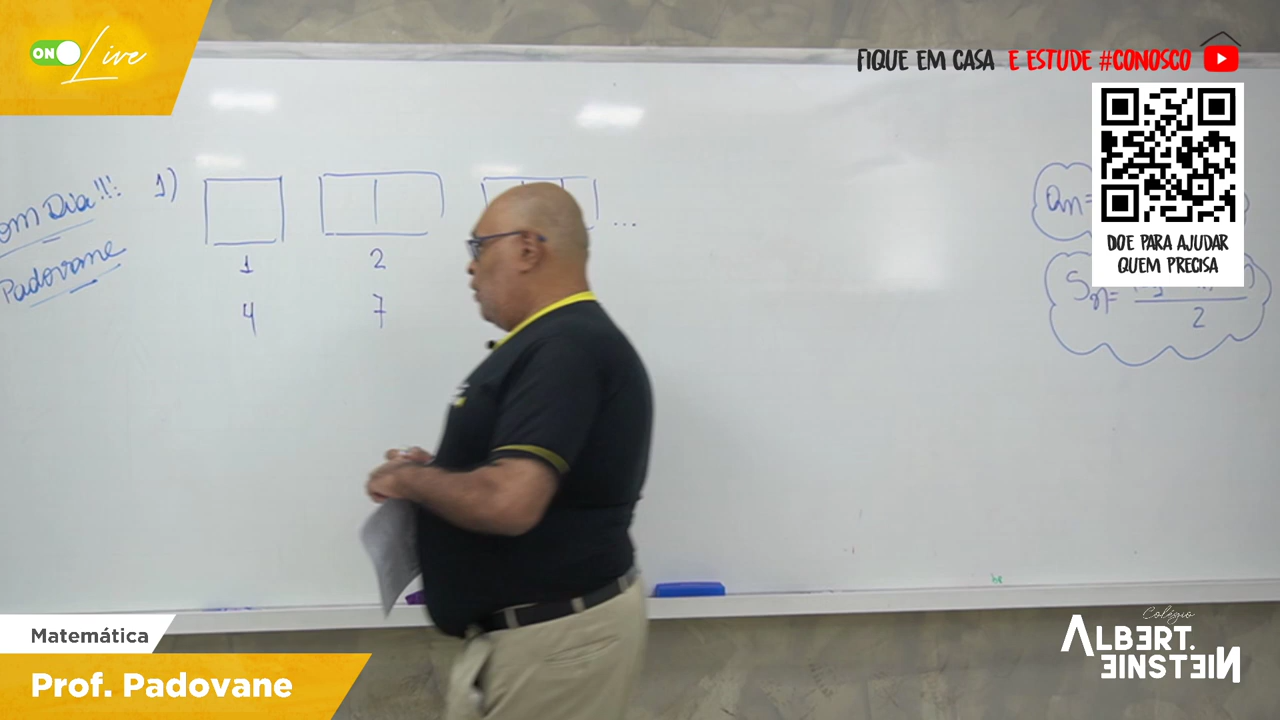 ON Live
FIQUE EM CASA E ESTUDE #CONOSCO
om Dia!!!
Padovane
1)
...
1
2
4
7
an=
Sn=
2
DOE PARA AJUDAR
QUEM PRECISA
Matemática
Prof. Padovane
Colégio
ALBERT.
EINSTEIN